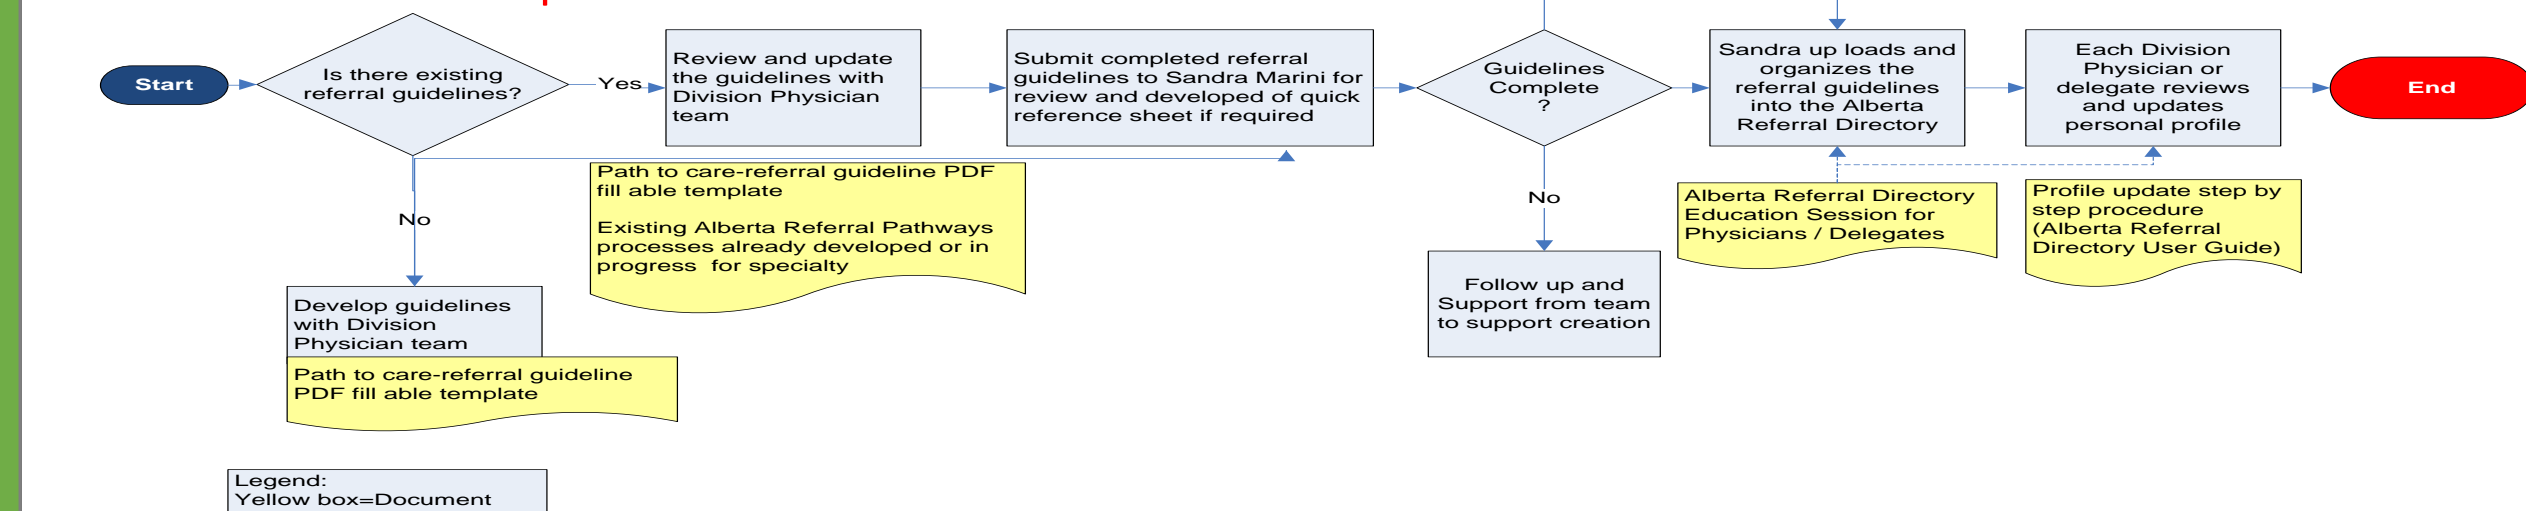 Start
Is there existing
referral guidelines?
Yes
Review and update
the guidelines with
Division Physician
team
Submit completed referral
guidelines to Sandra Marini for
review and developed of quick
reference sheet if required
Guidelines
Complete
?
Sandra up loads and
organizes the
referral guidelines
into the Alberta
Referral Directory
Each Division
Physician or
delegate reviews
and updates
personal profile
End
No
Path to care-referral guideline PDF
fill able template
Existing Alberta Referral Pathways
processes already developed or in
progress for specialty
No
Alberta Referral Directory
Education Session for
Physicians / Delegates
Profile update step by
step procedure
(Alberta Referral
Directory User Guide)
Develop guidelines
with Division
Physician team
Path to care-referral guideline
PDF fill able template
Follow up and
Support from team
to support creation
Legend:
Yellow box=Document